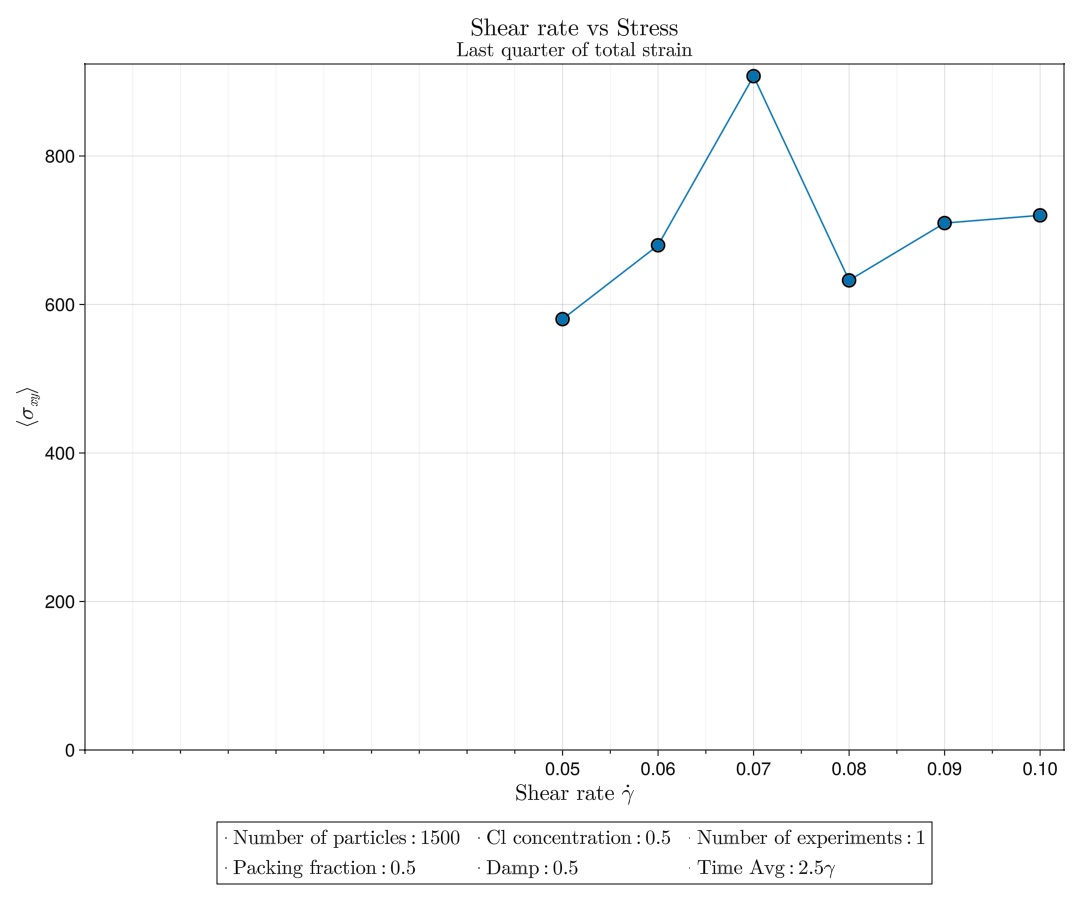 Shear rate vs Stress
Last quarter of total strain
800
600
400
200
0
⟨σxy⟩
0.05 0.06 0.07 0.08 0.09 0.10
Shear rate γ̇
· Number of particles : 1500 · Cl concentration : 0.5 · Number of experiments : 1
· Packing fraction : 0.5 · Damp : 0.5 · Time Avg : 2.5γ